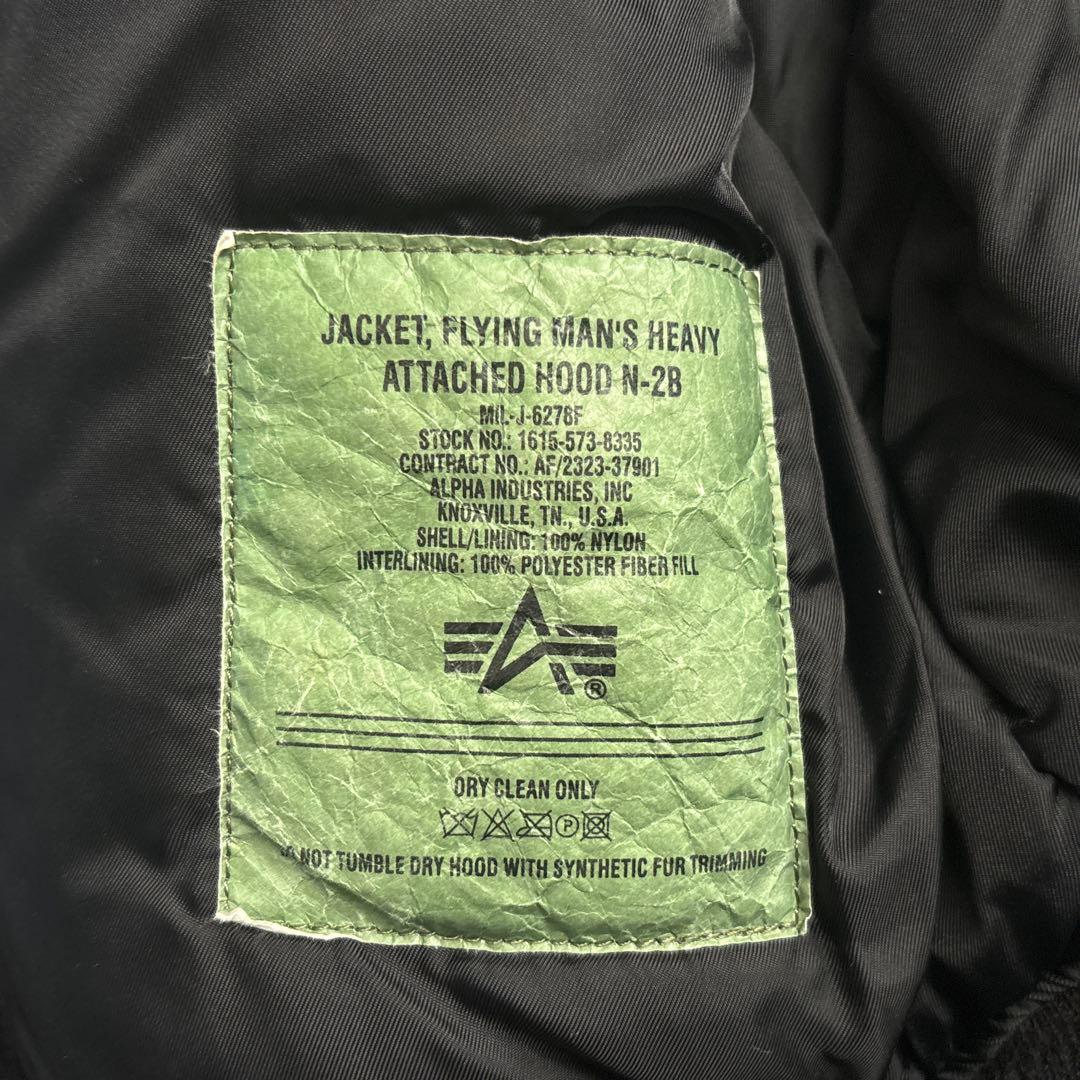 JACKET, FLYING MAN'S HEAVY
ATTACHED HOOD N-2B
MIL-J-6278F
STOCK NO.: 1615-573-8335
CONTRACT NO.: AF/2323-37901
ALPHA INDUSTRIES, INC
KNOXVILLE, TN., U.S.A.
SHELL/LINING: 100% NYLON
INTERLINING: 100% POLYESTER FIBER FILL
®
DRY CLEAN ONLY
P
DO NOT TUMBLE DRY HOOD WITH SYNTHETIC FUR TRIMMING